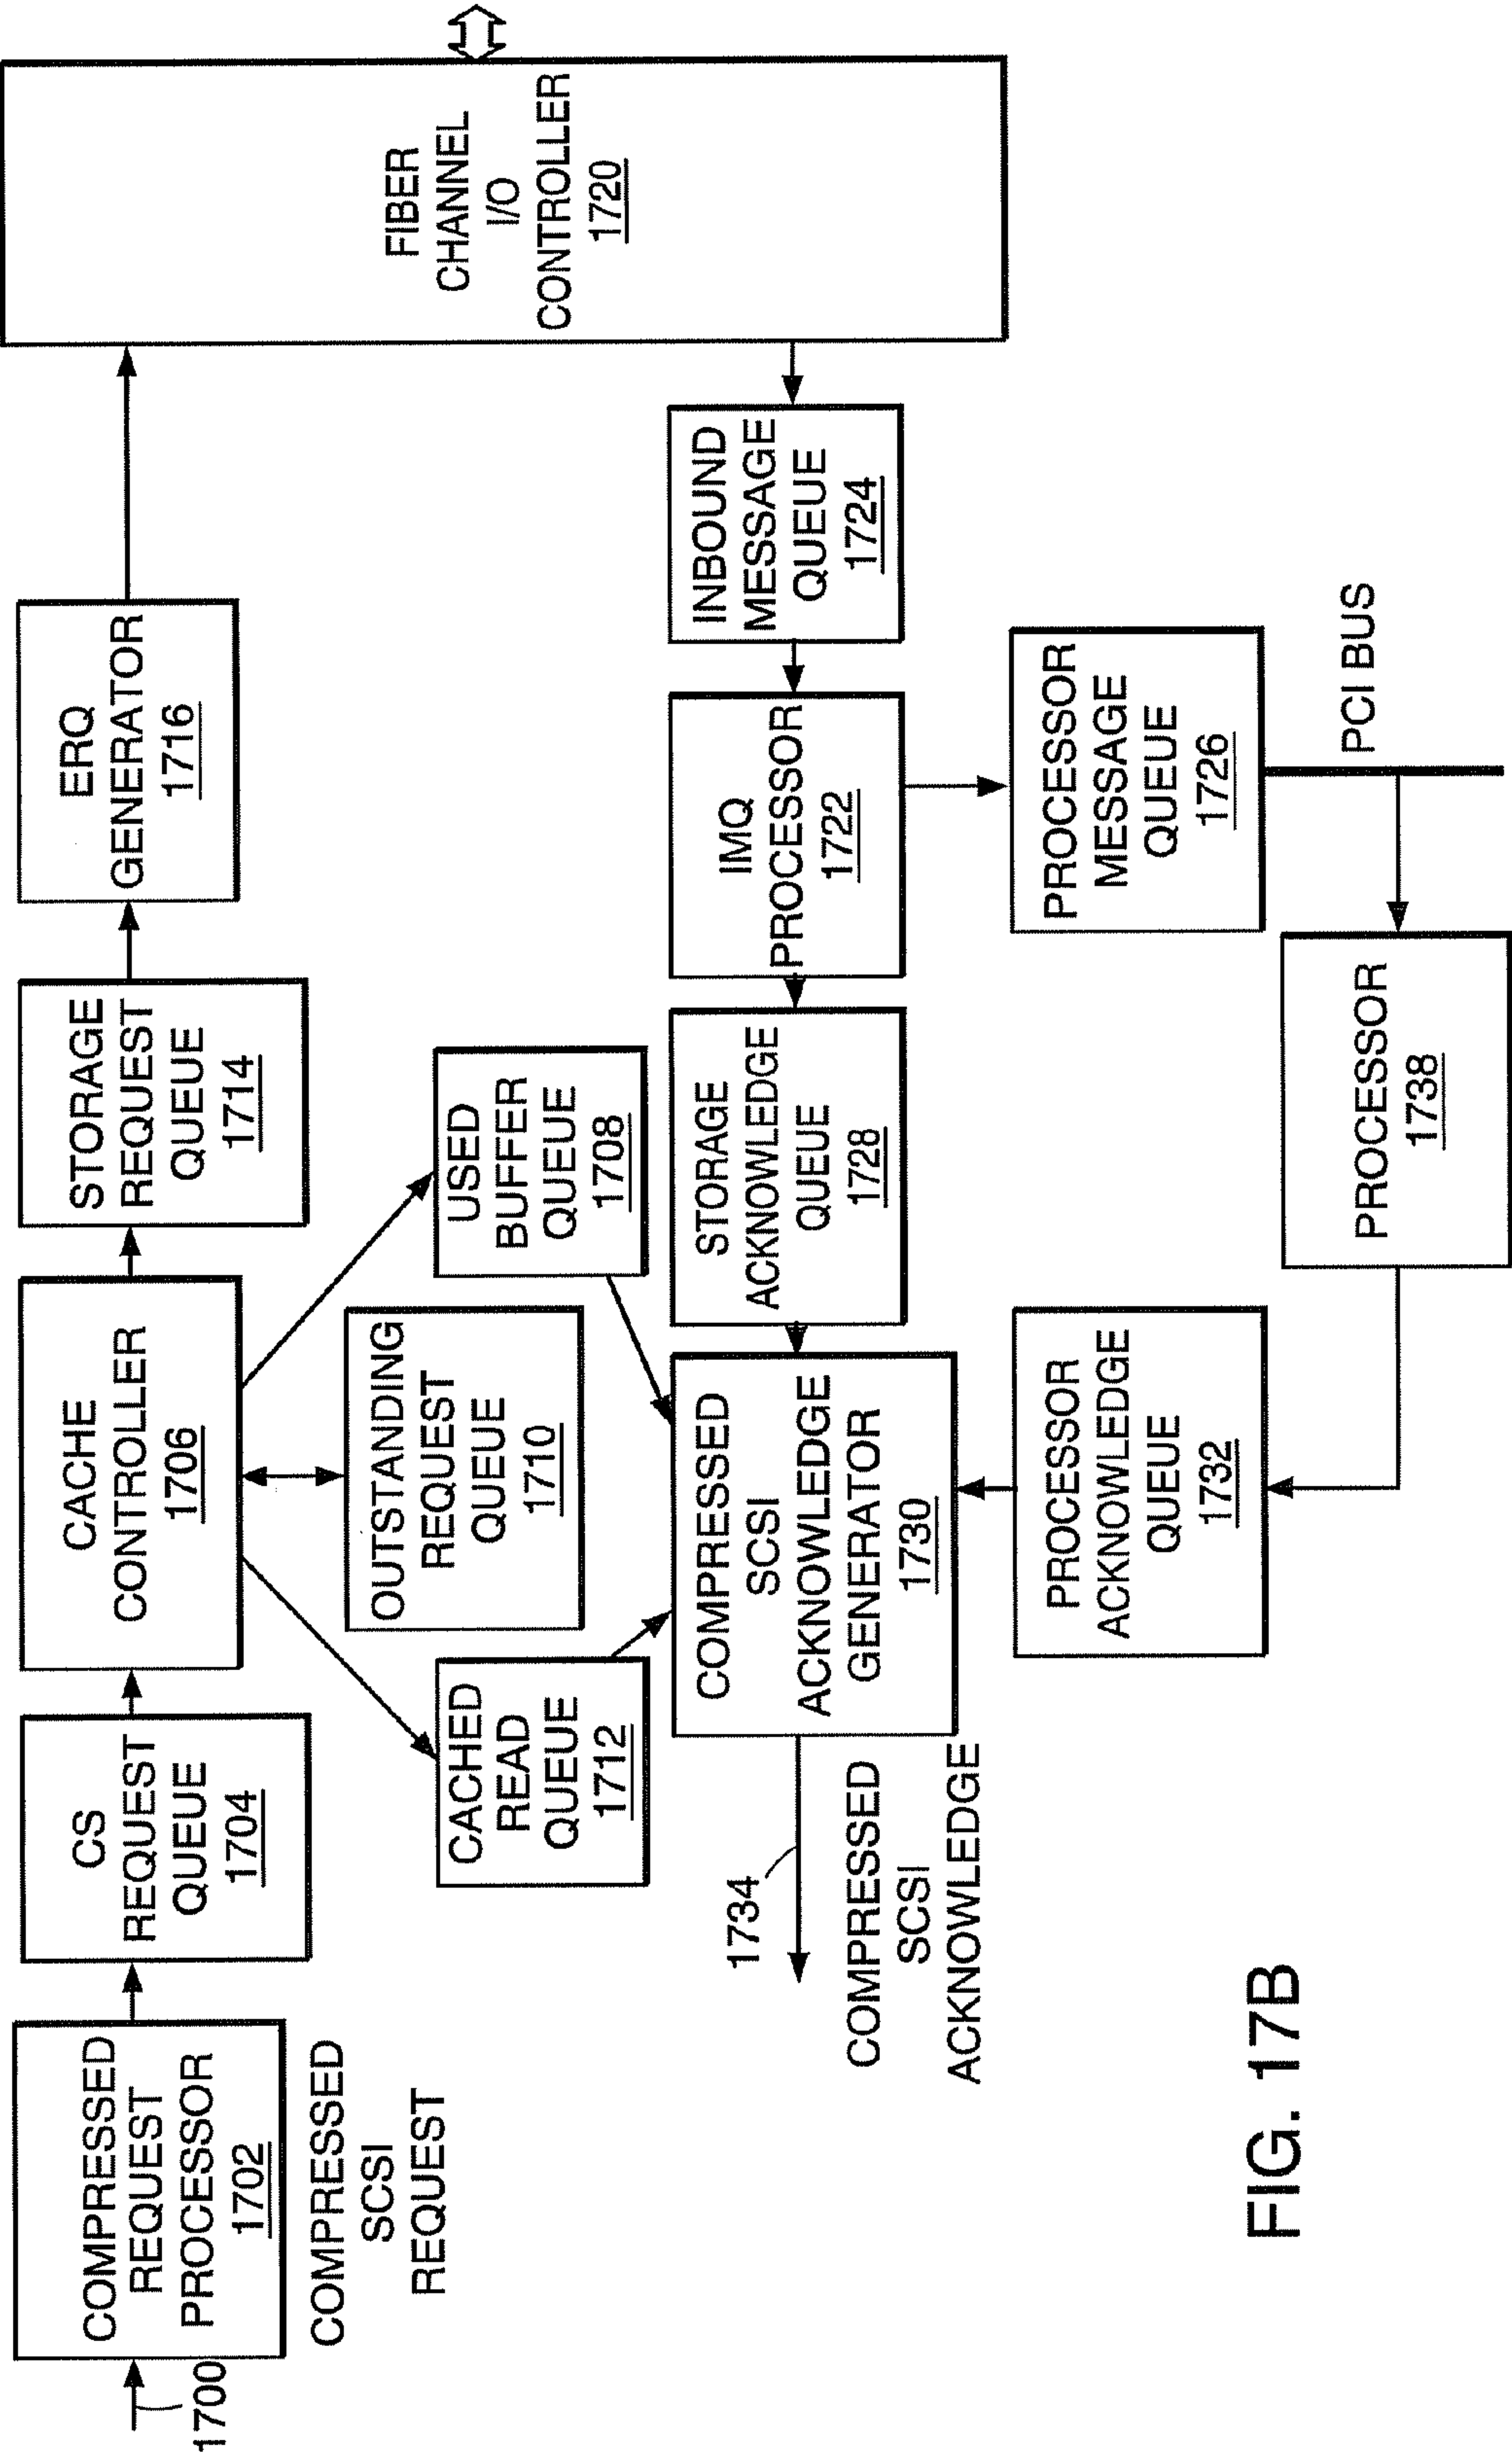 COMPRESSED
REQUEST
PROCESSOR
1702
1700
COMPRESSED
SCSI
REQUEST
CS
REQUEST
QUEUE
1704
CACHE
CONTROLLER
1706
STORAGE
REQUEST
QUEUE
1714
ERQ
GENERATOR
1716
FIBER
CHANNEL
I/O
CONTROLLER
1720
CACHED
READ
QUEUE
1712
OUTSTANDING
REQUEST
QUEUE
1710
USED
BUFFER
QUEUE
1708
1734
COMPRESSED
SCSI
ACKNOWLEDGE
COMPRESSED
SCSI
ACKNOWLEDGE
GENERATOR
1730
STORAGE
ACKNOWLEDGE
QUEUE
1728
IMQ
PROCESSOR
1722
INBOUND
MESSAGE
QUEUE
1724
PROCESSOR
ACKNOWLEDGE
QUEUE
1732
PROCESSOR
MESSAGE
QUEUE
1726
PROCESSOR
1738
PCI BUS
FIG. 17B